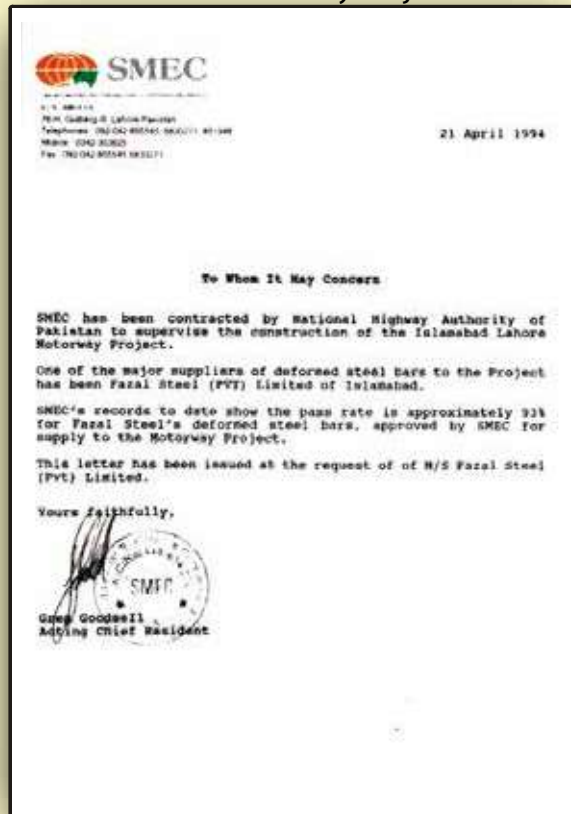 SMEC
21 April 1994
Lahore Pakistan
To Whom It May Concern
SMEC has been contracted by National Highway Authority of
Pakistan to supervise the construction of the Islamabad Lahore
Motorway Project.
One of the major suppliers of deformed steel bars to the Project
has been Fazal Steel (PVT) Limited of Islamabad.
SMEC's records to date show the pass rate is approximately
for Fazal Steel's deformed steel bars, approved by SMEC for
supply to the Motorway Project.
This letter has been issued at the request of of M/S Fazal Steel
(Pvt) Limited.
Yours faithfully,
SMEC
Acting Chief Resident